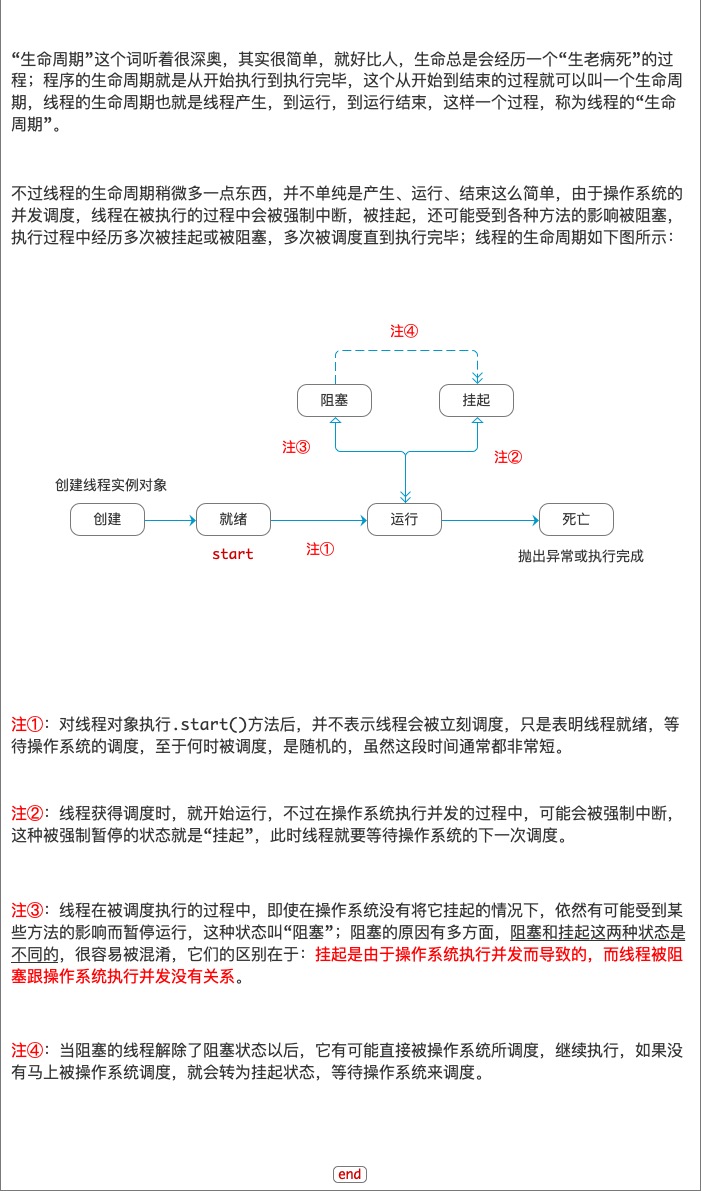 “生命周期”这个词听着很深奥，其实很简单，就好比人，生命总是会经历一个“生老病死”的过
程；程序的生命周期就是从开始执行到执行完毕，这个从开始到结束的过程就可以叫一个生命周
期，线程的生命周期也就是线程产生，到运行，到运行结束，这样一个过程，称为线程的“生命
周期”。
不过线程的生命周期稍微多一点东西，并不单纯是产生、运行、结束这么简单，由于操作系统的
并发调度，线程在被执行的过程中会被强制中断，被挂起，还可能受到各种方法的影响被阻塞，
执行过程中经历多次被挂起或被阻塞，多次被调度直到执行完毕；线程的生命周期如下图所示：
注④
阻塞
挂起
注③
注②
创建线程实例对象
创建
就绪
运行
死亡
start
注①
抛出异常或执行完成
注①：对线程对象执行.start()方法后，并不表示线程会被立刻调度，只是表明线程就绪，等
待操作系统的调度，至于何时被调度，是随机的，虽然这段时间通常都非常短。
注②：线程获得调度时，就开始运行，不过在操作系统执行并发的过程中，可能会被强制中断，
这种被强制暂停的状态就是“挂起”，此时线程就要等待操作系统的下一次调度。
注③：线程在被调度执行的过程中，即使在操作系统没有将它挂起的情况下，依然有可能受到某
些方法的影响而暂停运行，这种状态叫“阻塞”；阻塞的原因有多方面，阻塞和挂起这两种状态是
不同的，很容易被混淆，它们的区别在于：挂起是由于操作系统执行并发而导致的，而线程被阻
塞跟操作系统执行并发没有关系。
注④：当阻塞的线程解除了阻塞状态以后，它有可能直接被操作系统所调度，继续执行，如果没
有马上被操作系统调度，就会转为挂起状态，等待操作系统来调度。
end